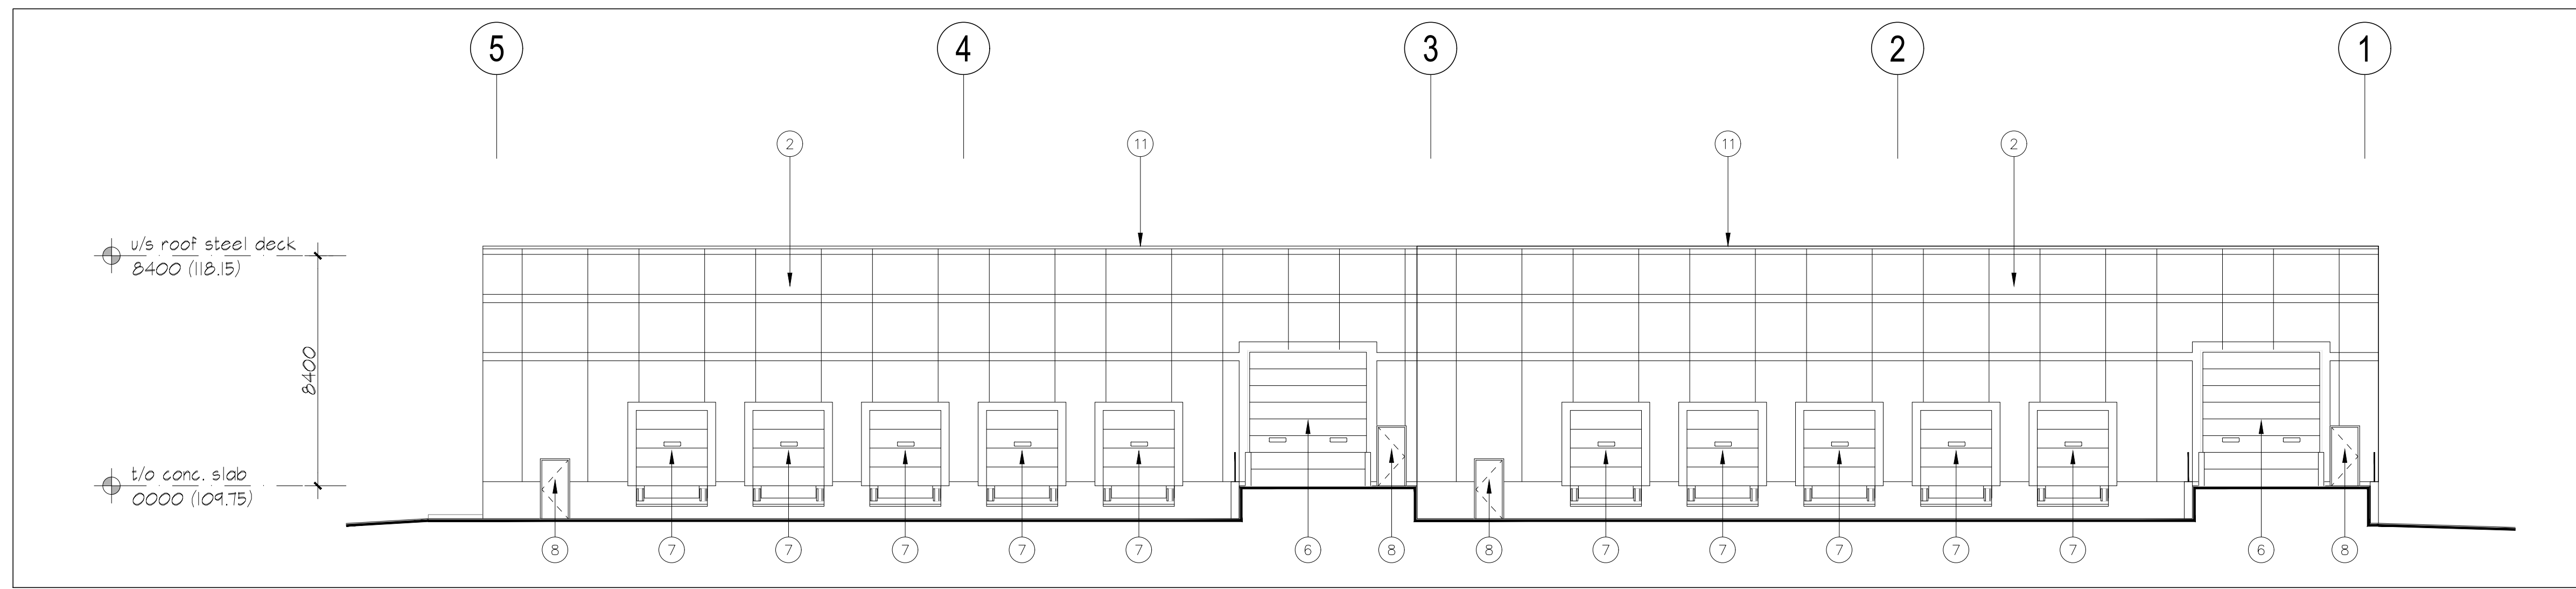 5 4 3 2 1
2 11 11 2
u/s roof steel deck
8400 (118.15)
8400
t/o conc. slab
0000 (109.75)
8 7 7 7 7 7 6 8 8 7 7 7 7 7 6 8